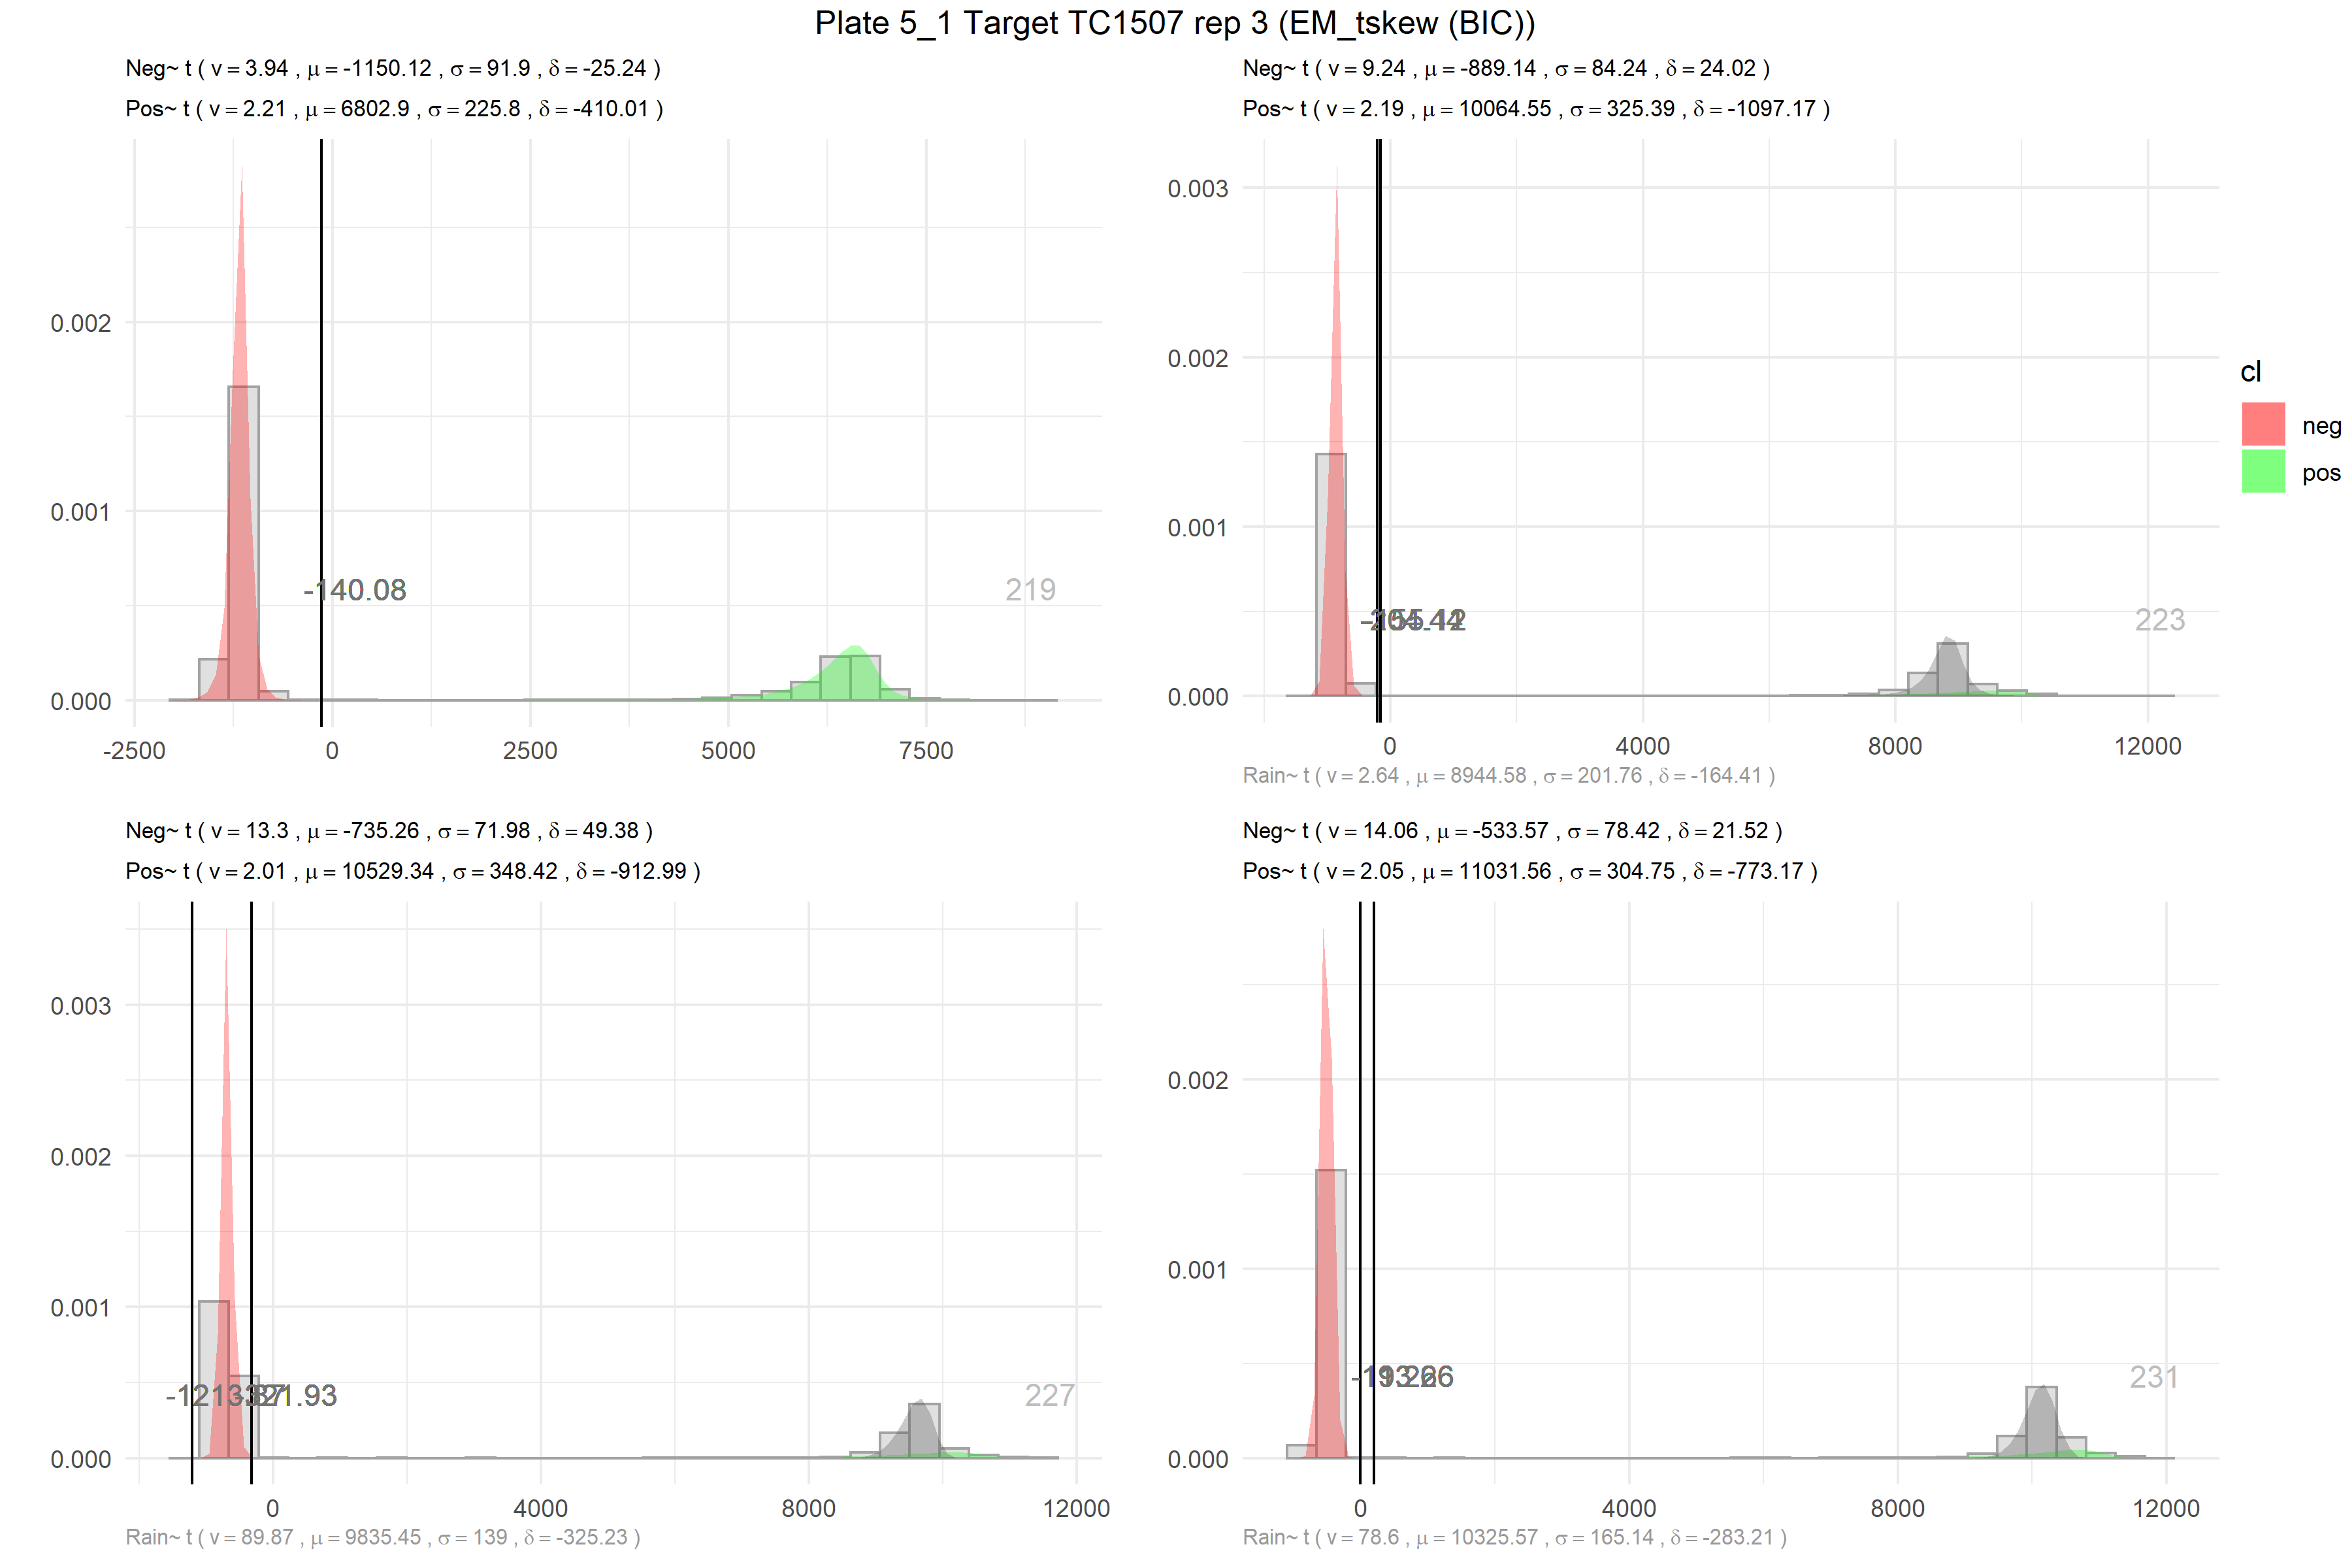 Plate 5_1 Target TC1507 rep 3 (EM_tskew (BIC))
Neg~ t ( ν = 3.94 , μ = -1150.12 , σ = 91.9 , δ = -25.24 )
Pos~ t ( ν = 2.21 , μ = 6802.9 , σ = 225.8 , δ = -410.01 )
0.002
0.001
0.000
-140.08
219
-2500 0 2500 5000 7500
Neg~ t ( ν = 9.24 , μ = -889.14 , σ = 84.24 , δ = 24.02 )
Pos~ t ( ν = 2.19 , μ = 10064.55 , σ = 325.39 , δ = -1097.17 )
0.003
0.002
0.001
0.000
223
0 4000 8000 12000
Rain~ t ( ν = 2.64 , μ = 8944.58 , σ = 201.76 , δ = -164.41 )
cl
neg
pos
Neg~ t ( ν = 13.3 , μ = -735.26 , σ = 71.98 , δ = 49.38 )
Pos~ t ( ν = 2.01 , μ = 10529.34 , σ = 348.42 , δ = -912.99 )
0.003
0.002
0.001
0.000
227
0 4000 8000 12000
Rain~ t ( ν = 89.87 , μ = 9835.45 , σ = 139 , δ = -325.23 )
Neg~ t ( ν = 14.06 , μ = -533.57 , σ = 78.42 , δ = 21.52 )
Pos~ t ( ν = 2.05 , μ = 11031.56 , σ = 304.75 , δ = -773.17 )
0.002
0.001
0.000
231
0 4000 8000 12000
Rain~ t ( ν = 78.6 , μ = 10325.57 , σ = 165.14 , δ = -283.21 )